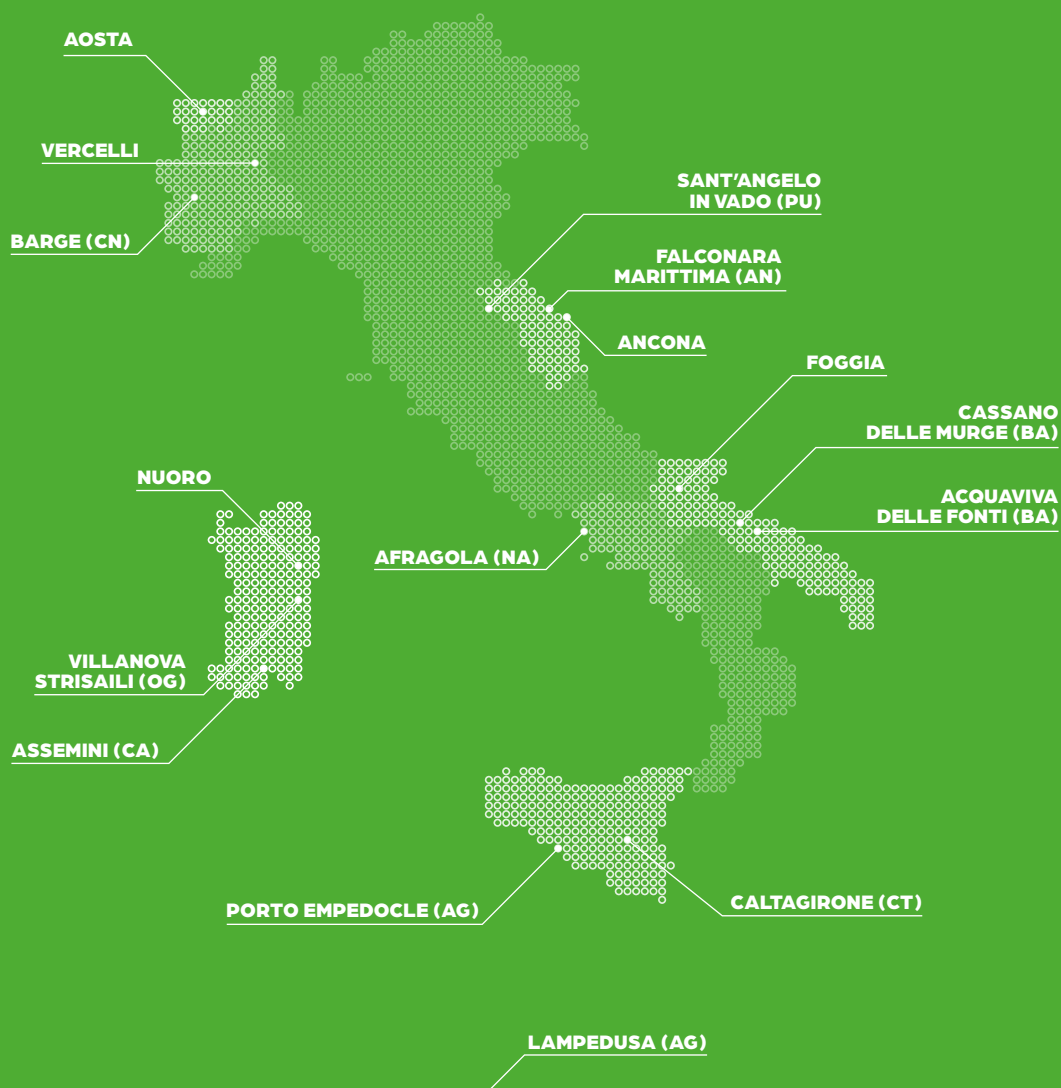 AOSTA
VERCELLI
BARGE (CN)
SANT'ANGELO
IN VADO (PU)
FALCONARA
MARITTIMA (AN)
ANCONA
FOGGIA
CASSANO
DELLE MURGE (BA)
ACQUAVIVA
DELLE FONTI (BA)
NUORO
AFRAGOLA (NA)
VILLANOVA
STRISAILI (OG)
ASSEMINI (CA)
PORTO EMPEDOCLE (AG)
CALTAGIRONE (CT)
LAMPEDUSA (AG)